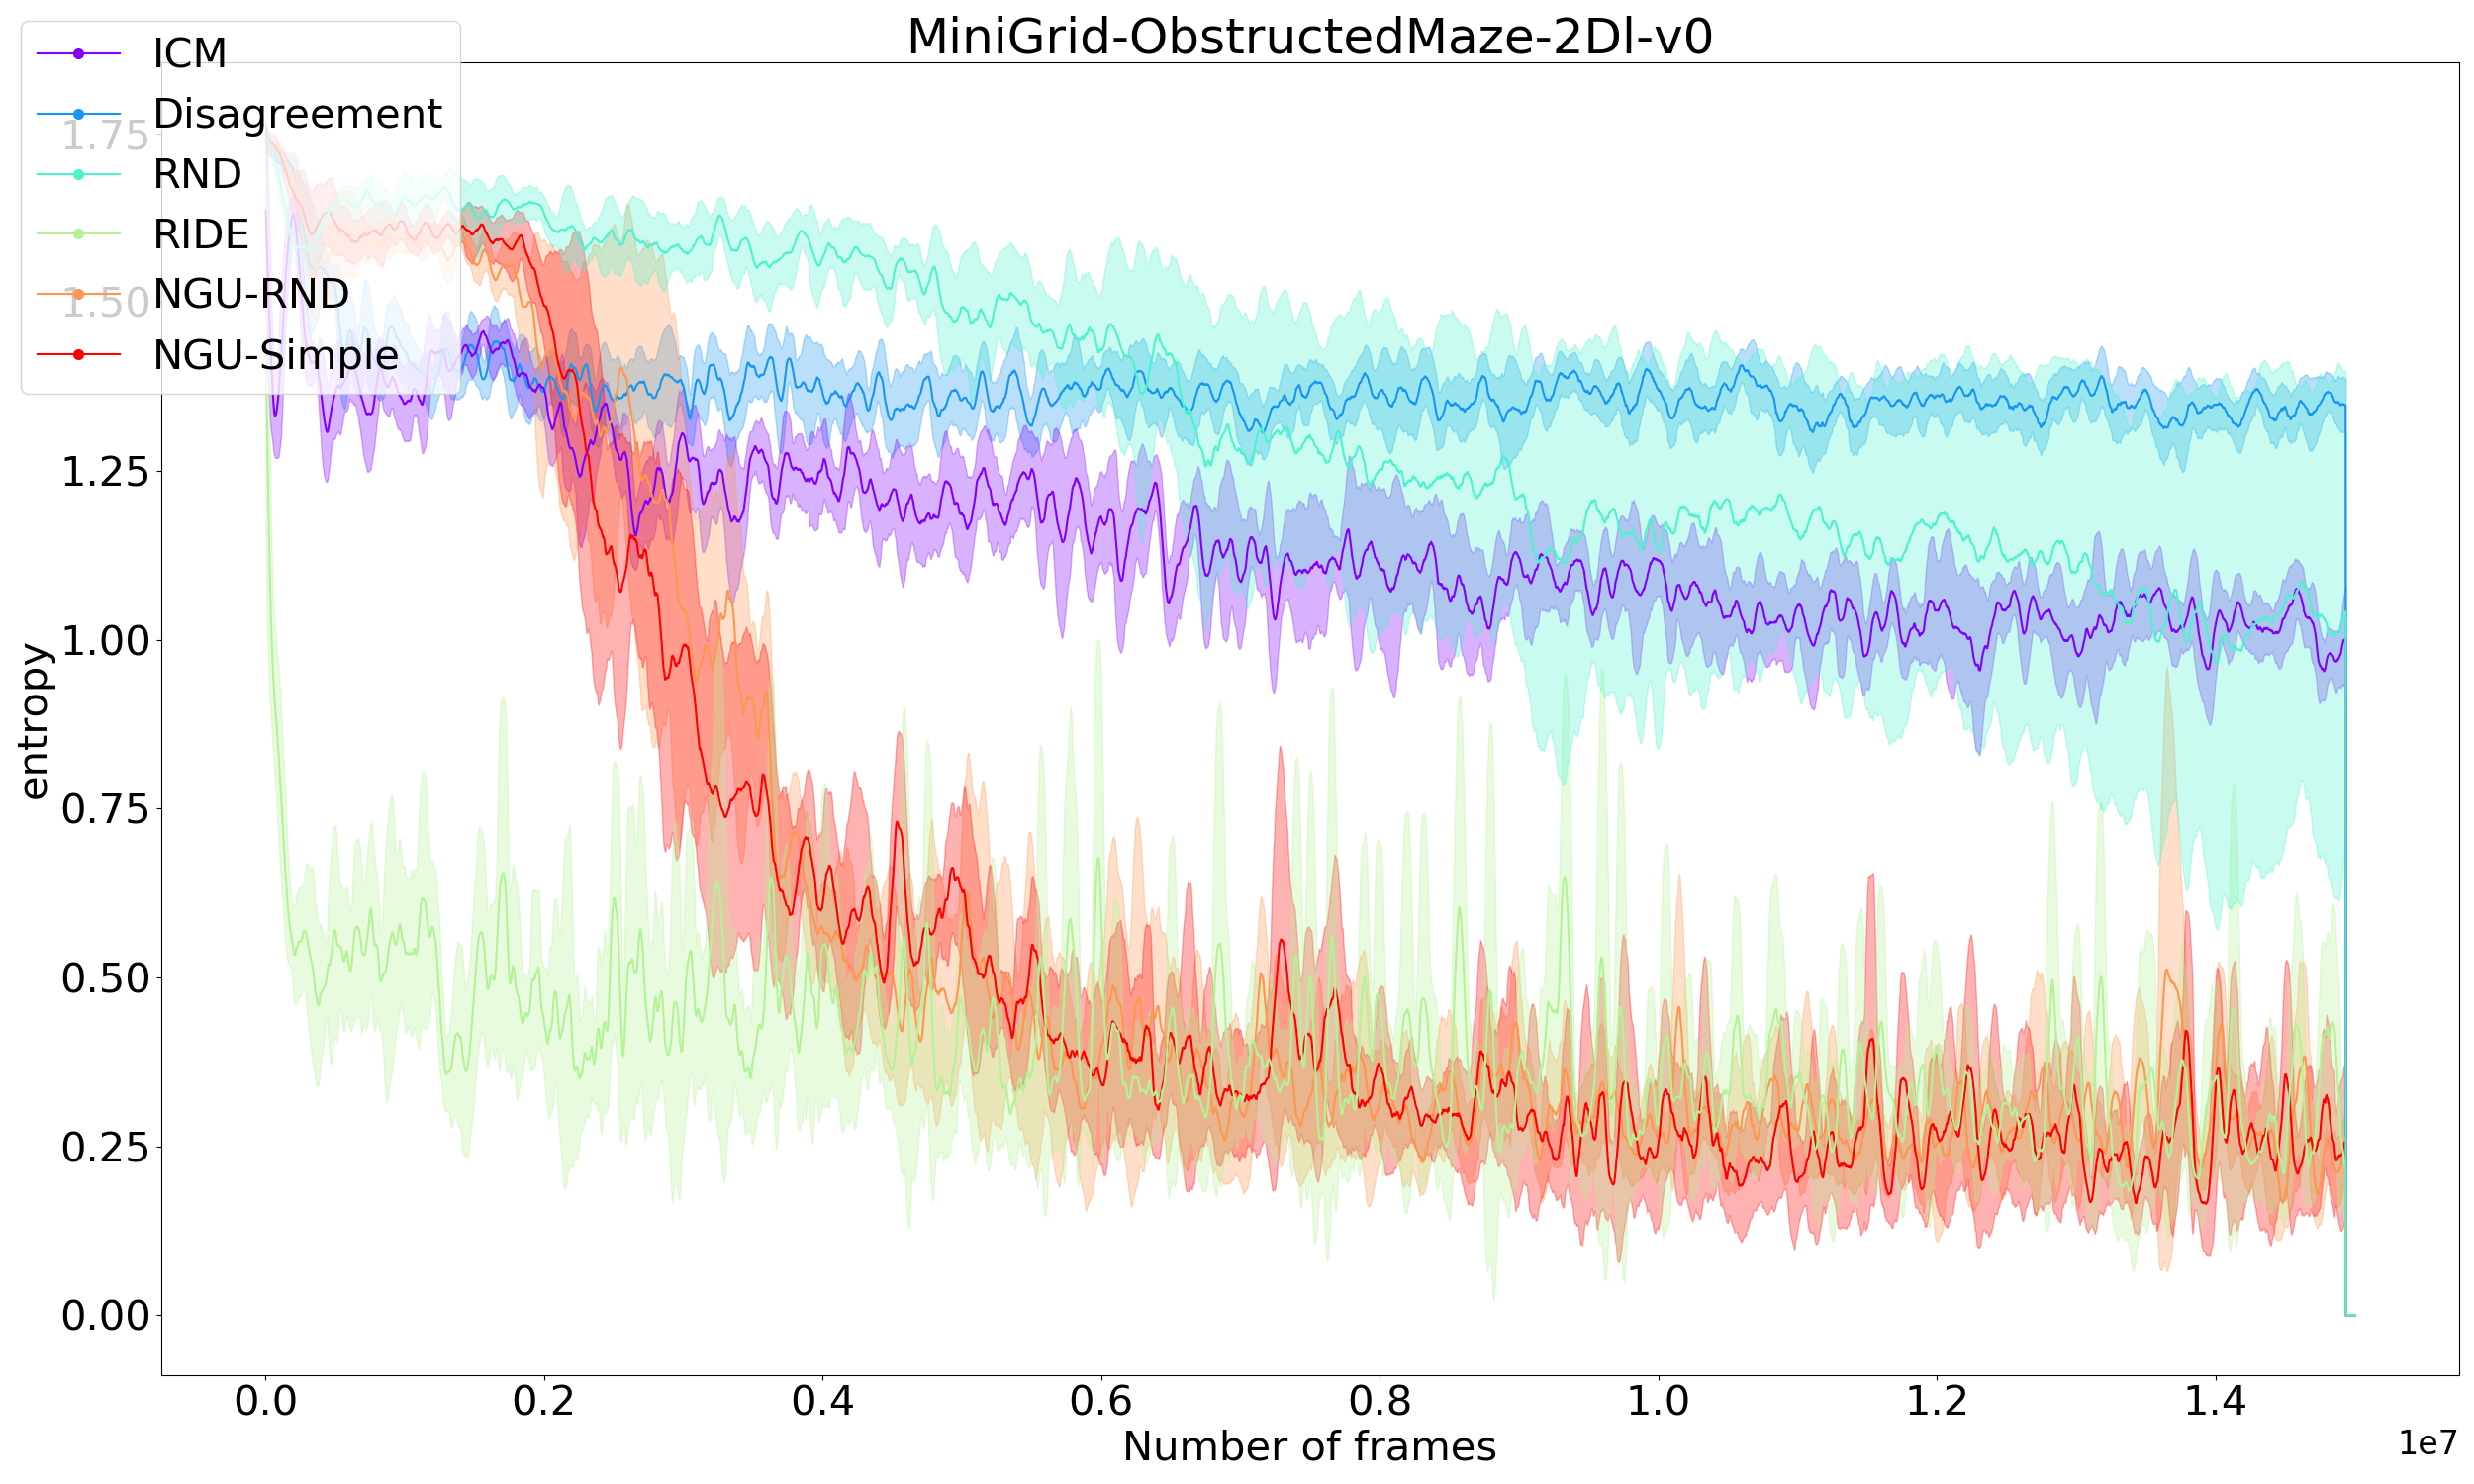 MiniGrid-ObstructedMaze-2Dl-v0
ICM
Disagreement
RND
RIDE
NGU-RND
NGU-Simple
1.75
1.50
1.25
1.00
0.75
0.50
0.25
0.00
entropy
0.0 0.2 0.4 0.6 0.8 1.0 1.2 1.4
Number of frames
1e7